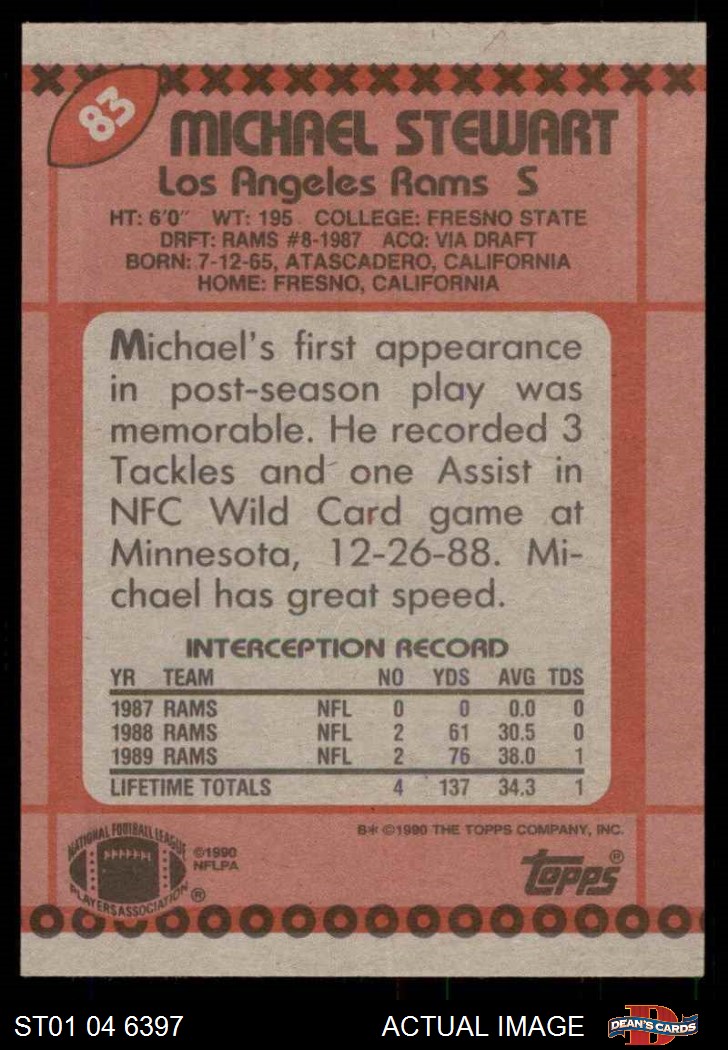 83
MICHAEL STEWART
Los Angeles Rams S
HT: 6'0" WT: 195 COLLEGE: FRESNO STATE
DRFT: RAMS #8-1987 ACQ: VIA DRAFT
BORN: 7-12-65, ATASCADERO, CALIFORNIA
HOME: FRESNO, CALIFORNIA
Michael's first appearance
in post-season play was
memorable. He recorded 3
Tackles and one Assist in
NFC Wild Card game at
Minnesota, 12-26-88. Mi-
chael has great speed.
INTERCEPTION RECORD
YR TEAM NO YDS AVG TDS
1987 RAMS NFL 0 0 0.0 0
1988 RAMS NFL 2 61 30.5 0
1989 RAMS NFL 2 76 38.0 1
LIFETIME TOTALS 4 137 34.3 1
B* ©1990 THE TOPPS COMPANY, INC.
NATIONAL FOOTBALL LEAGUE
PLAYERS ASSOCIATION ®
©1990
NFLPA
Topps®
ST01 04 6397 ACTUAL IMAGE
D
DEAN'S CARDS